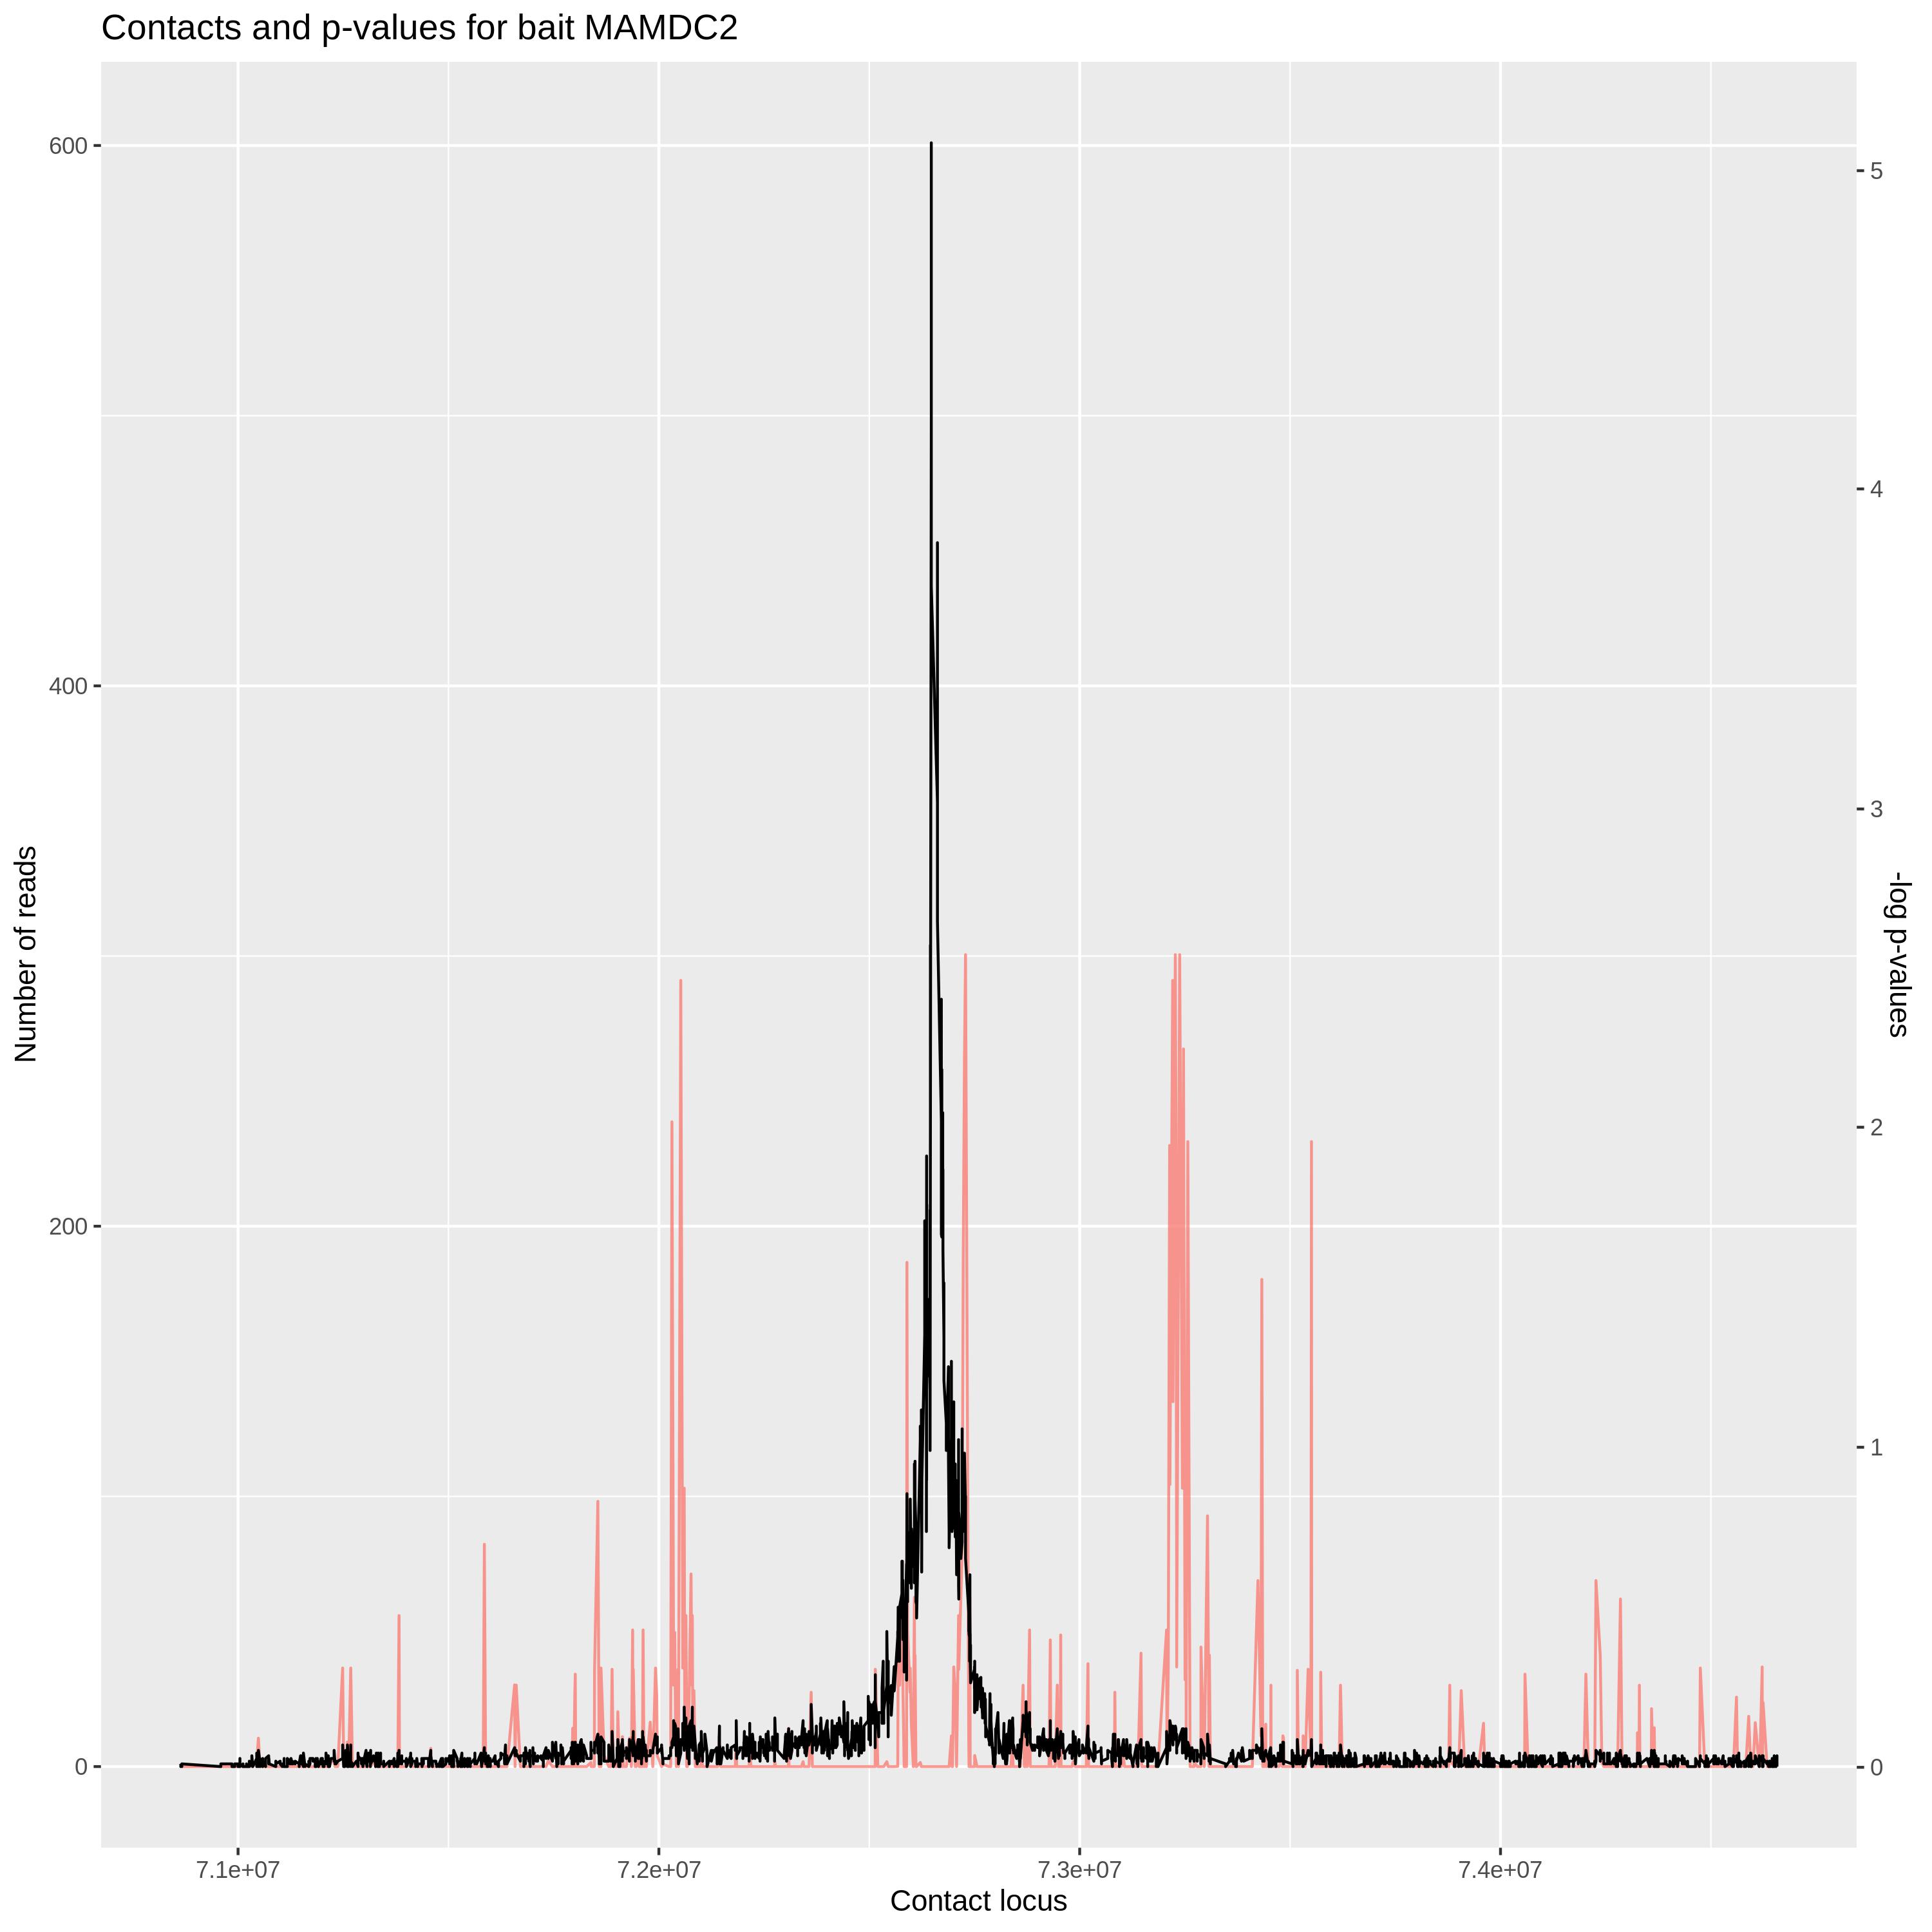 Contacts and p-values for bait MAMDC2
600
400
200
0
Number of reads
5
4
3
2
1
0
-log p-values
7.1e+07
7.2e+07
7.3e+07
7.4e+07
Contact locus